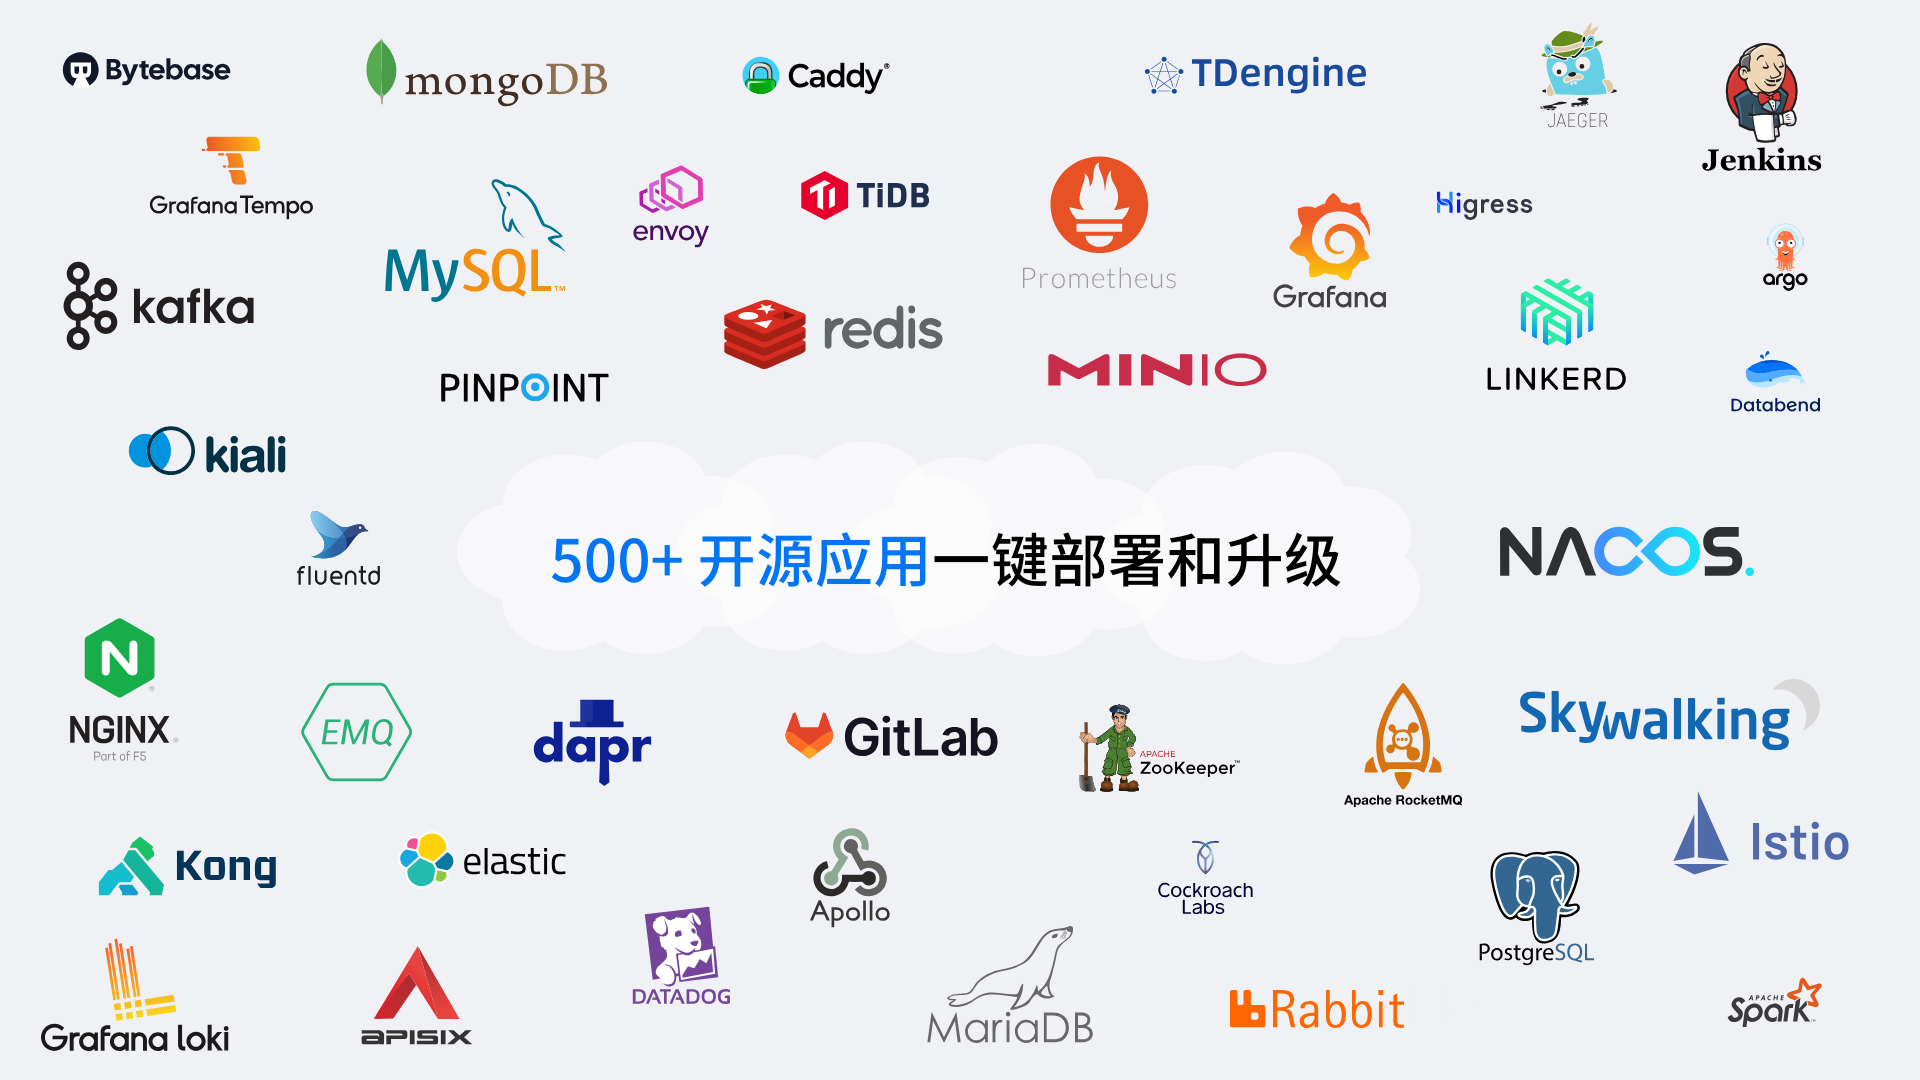 Bytebase
mongoDB
Caddy®
TDengine
JAEGER
Jenkins
Grafana Tempo
MySQL™
envoy
TiDB
Prometheus
Grafana
Higress
argo
kafka
redis
PINPOINT
MINIO
LINKERD
Databend
kiali
fluentd
500+ 开源应用一键部署和升级
NACOS.
NGINX®
Part of F5
EMQ
dapr
GitLab
APACHE
ZooKeeper™
Apache RocketMQ
Skywalking
Kong
elastic
Apollo
Cockroach
Labs
PostgreSQL
Istio
Grafana loki
APISIX
DATADOG
MariaDB
Rabbit
APACHE
Spark™